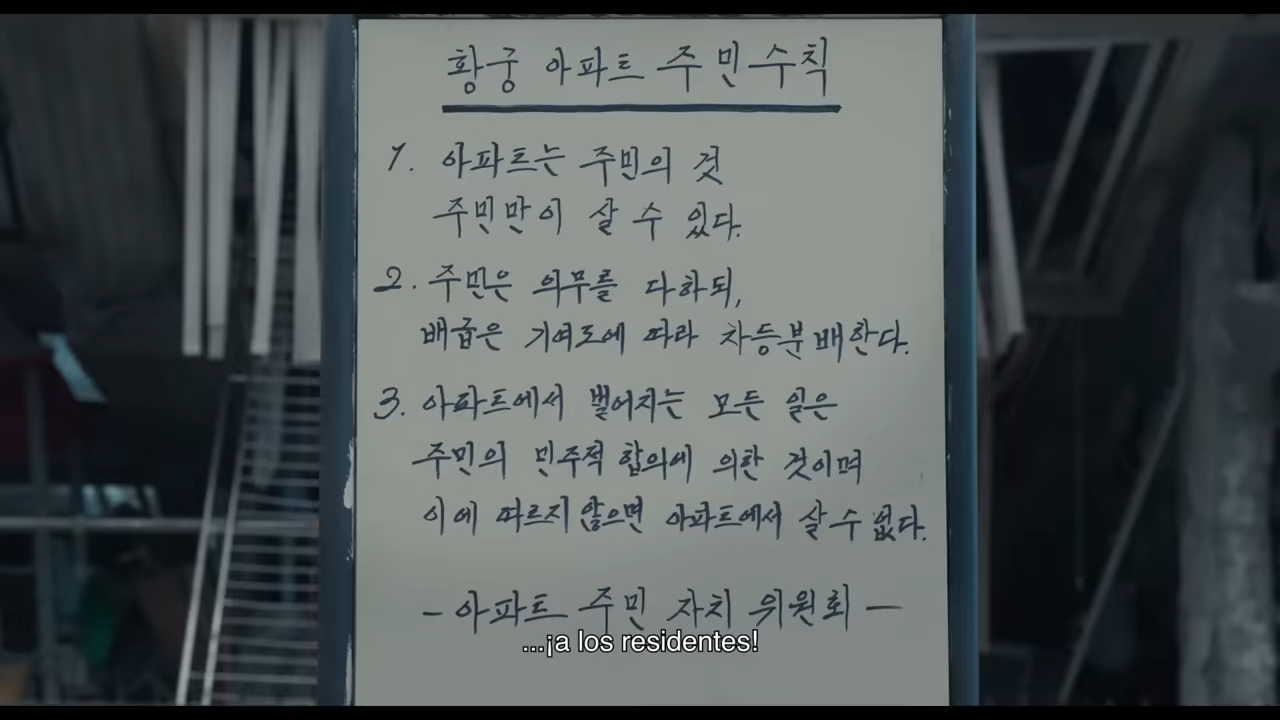 황궁 아파트 주민수칙
1. 아파트는 주민의 것
주민만이 살 수 있다.
2. 주민은 의무를 다하되,
배급은 기여도에 따라 차등분배한다.
3. 아파트에서 벌어지는 모든 일은
주민의 민주적 합의에 의한 것이며
이에 따르지 않으면 아파트에서 살 수 없다.
- 아파트 주민 자치 위원회 -
...¡a los residentes!